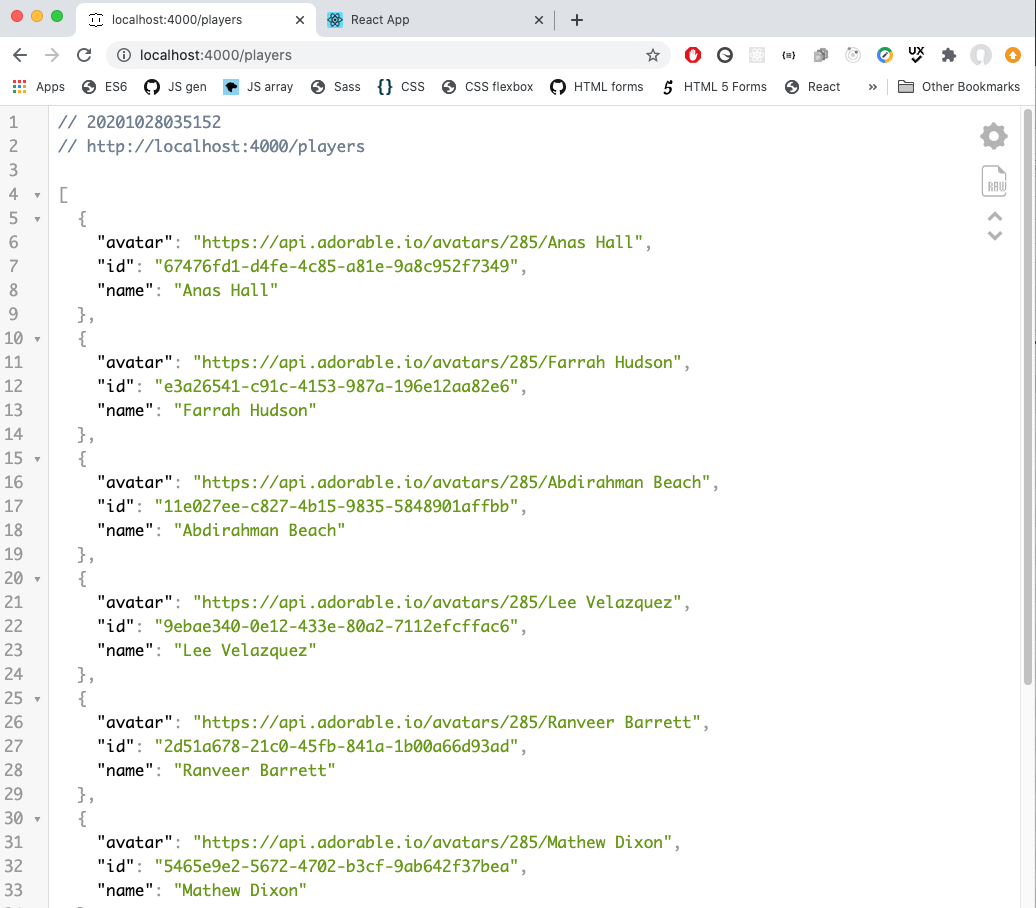 localhost:4000/players
React App
localhost:4000/players
UX
Apps ES6 JS gen JS array Sass {} CSS CSS flexbox HTML forms 5 HTML 5 Forms React » Other Bookmarks
1 // 20201028035152
2 // http://localhost:4000/players
3
4 [
5 {
6 "avatar": "https://api.adorable.io/avatars/285/Anas Hall",
7 "id": "67476fd1-d4fe-4c85-a81e-9a8c952f7349",
8 "name": "Anas Hall"
9 },
10 {
11 "avatar": "https://api.adorable.io/avatars/285/Farrah Hudson",
12 "id": "e3a26541-c91c-4153-987a-196e12aa82e6",
13 "name": "Farrah Hudson"
14 },
15 {
16 "avatar": "https://api.adorable.io/avatars/285/Abdirahman Beach",
17 "id": "11e027ee-c827-4b15-9835-5848901affbb",
18 "name": "Abdirahman Beach"
19 },
20 {
21 "avatar": "https://api.adorable.io/avatars/285/Lee Velazquez",
22 "id": "9ebae340-0e12-433e-80a2-7112efcffac6",
23 "name": "Lee Velazquez"
24 },
25 {
26 "avatar": "https://api.adorable.io/avatars/285/Ranveer Barrett",
27 "id": "2d51a678-21c0-45fb-841a-1b00a66d93ad",
28 "name": "Ranveer Barrett"
29 },
30 {
31 "avatar": "https://api.adorable.io/avatars/285/Mathew Dixon",
32 "id": "5465e9e2-5672-4702-b3cf-9ab642f37bea",
33 "name": "Mathew Dixon"
RAW